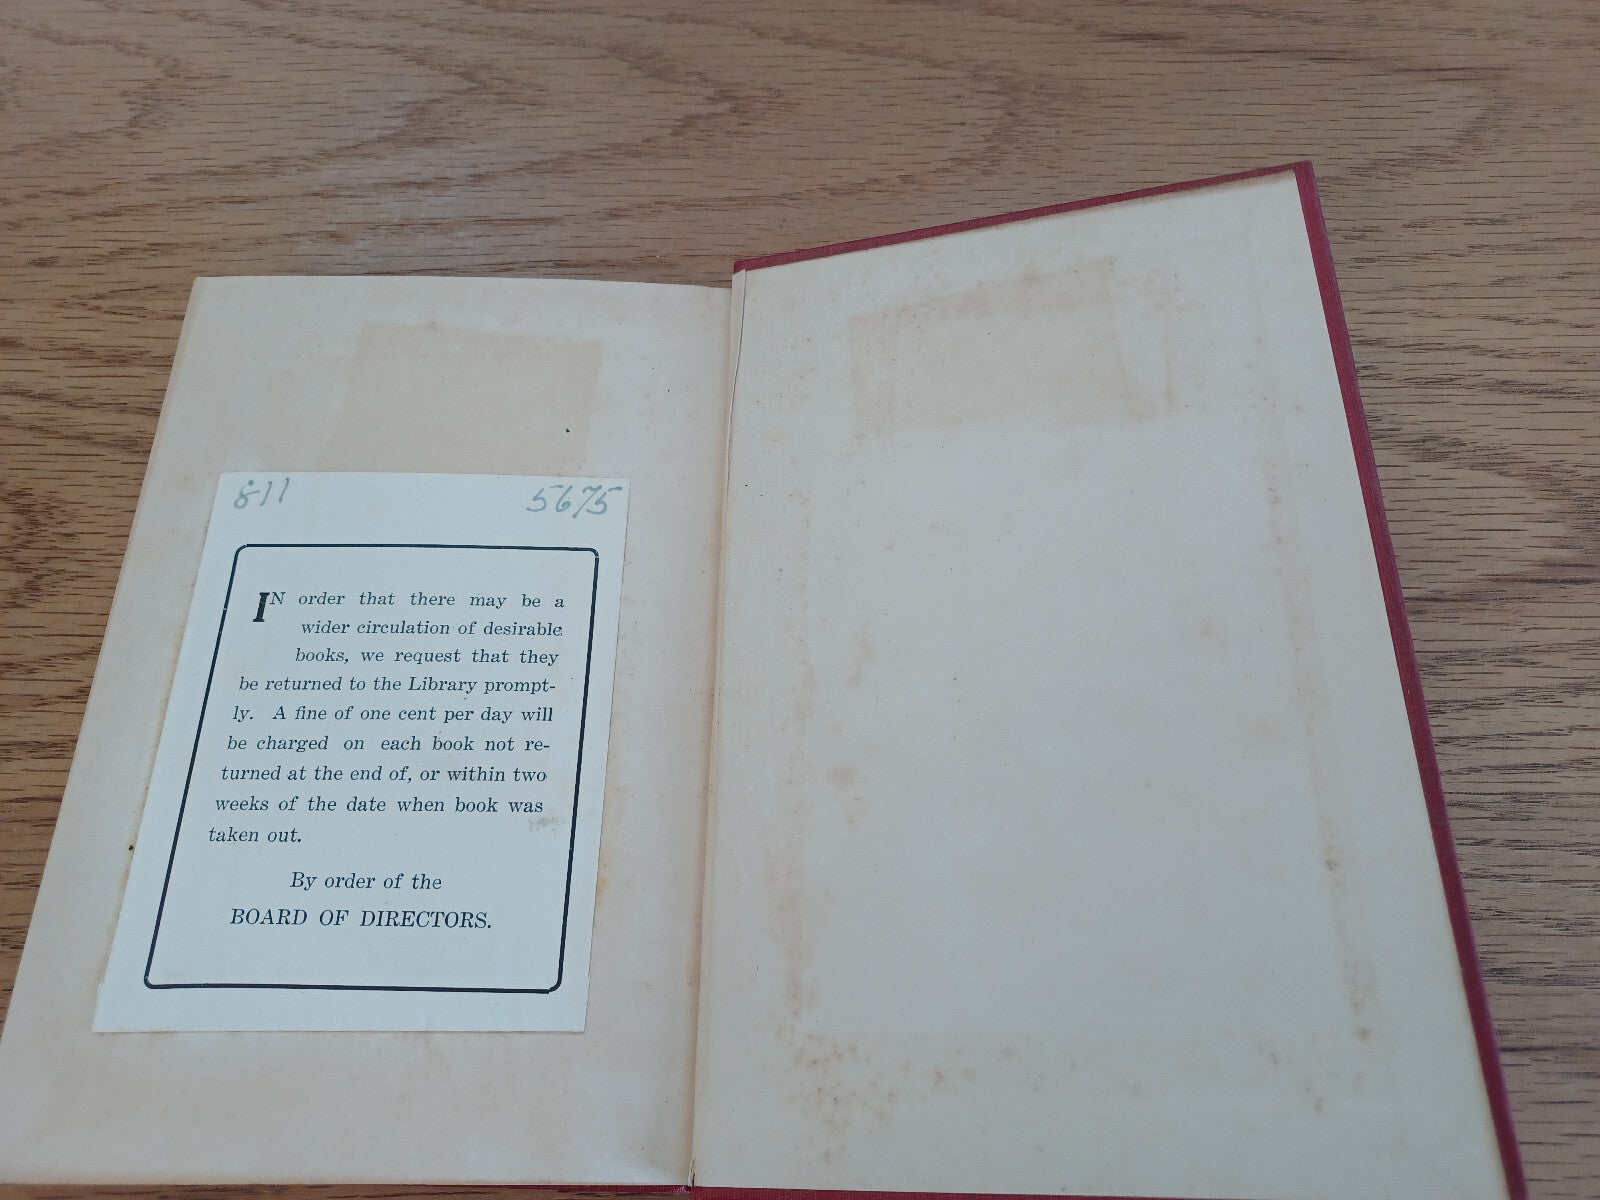 811 5675
IN order that there may be a
wider circulation of desirable
books, we request that they
be returned to the Library prompt-
ly. A fine of one cent per day will
be charged on each book not re-
turned at the end of, or within two
weeks of the date when book was
taken out.
By order of the
BOARD OF DIRECTORS.